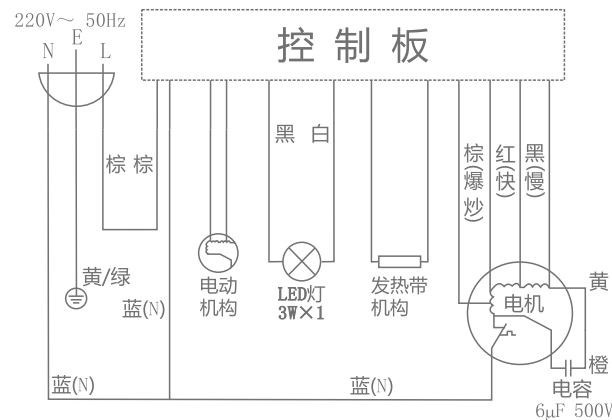 220V～ 50Hz
N E L
控制板
棕 棕
黑 白
棕(爆炒)
红(快)
黑(慢)
黄/绿
蓝(N)
电动
机构
LED灯
3W×1
发热带
机构
电机
黄
橙
电容
6μF 500V
蓝(N)
蓝(N)